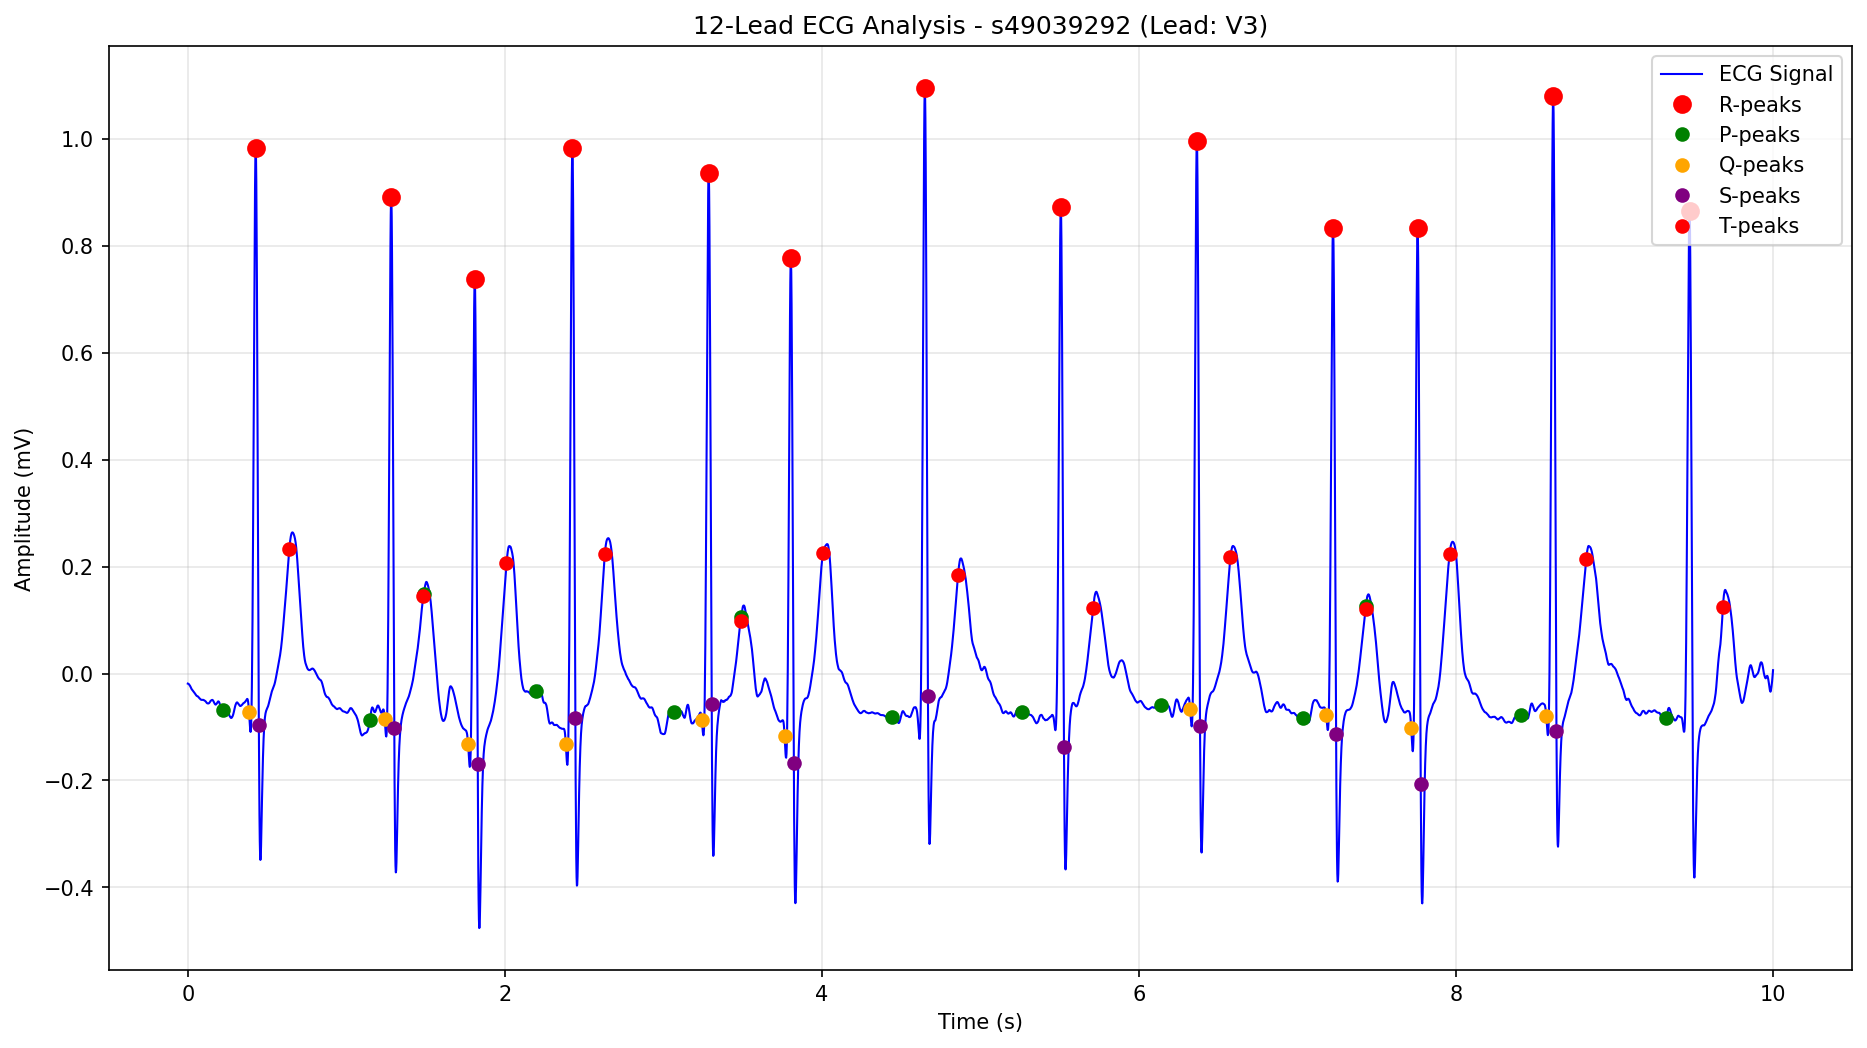 12-Lead ECG Analysis - s49039292 (Lead: V3)
ECG Signal
R-peaks
P-peaks
Q-peaks
S-peaks
T-peaks
Amplitude (mV)
1.0
0.8
0.6
0.4
0.2
0.0
−0.2
−0.4
0 2 4 6 8 10
Time (s)